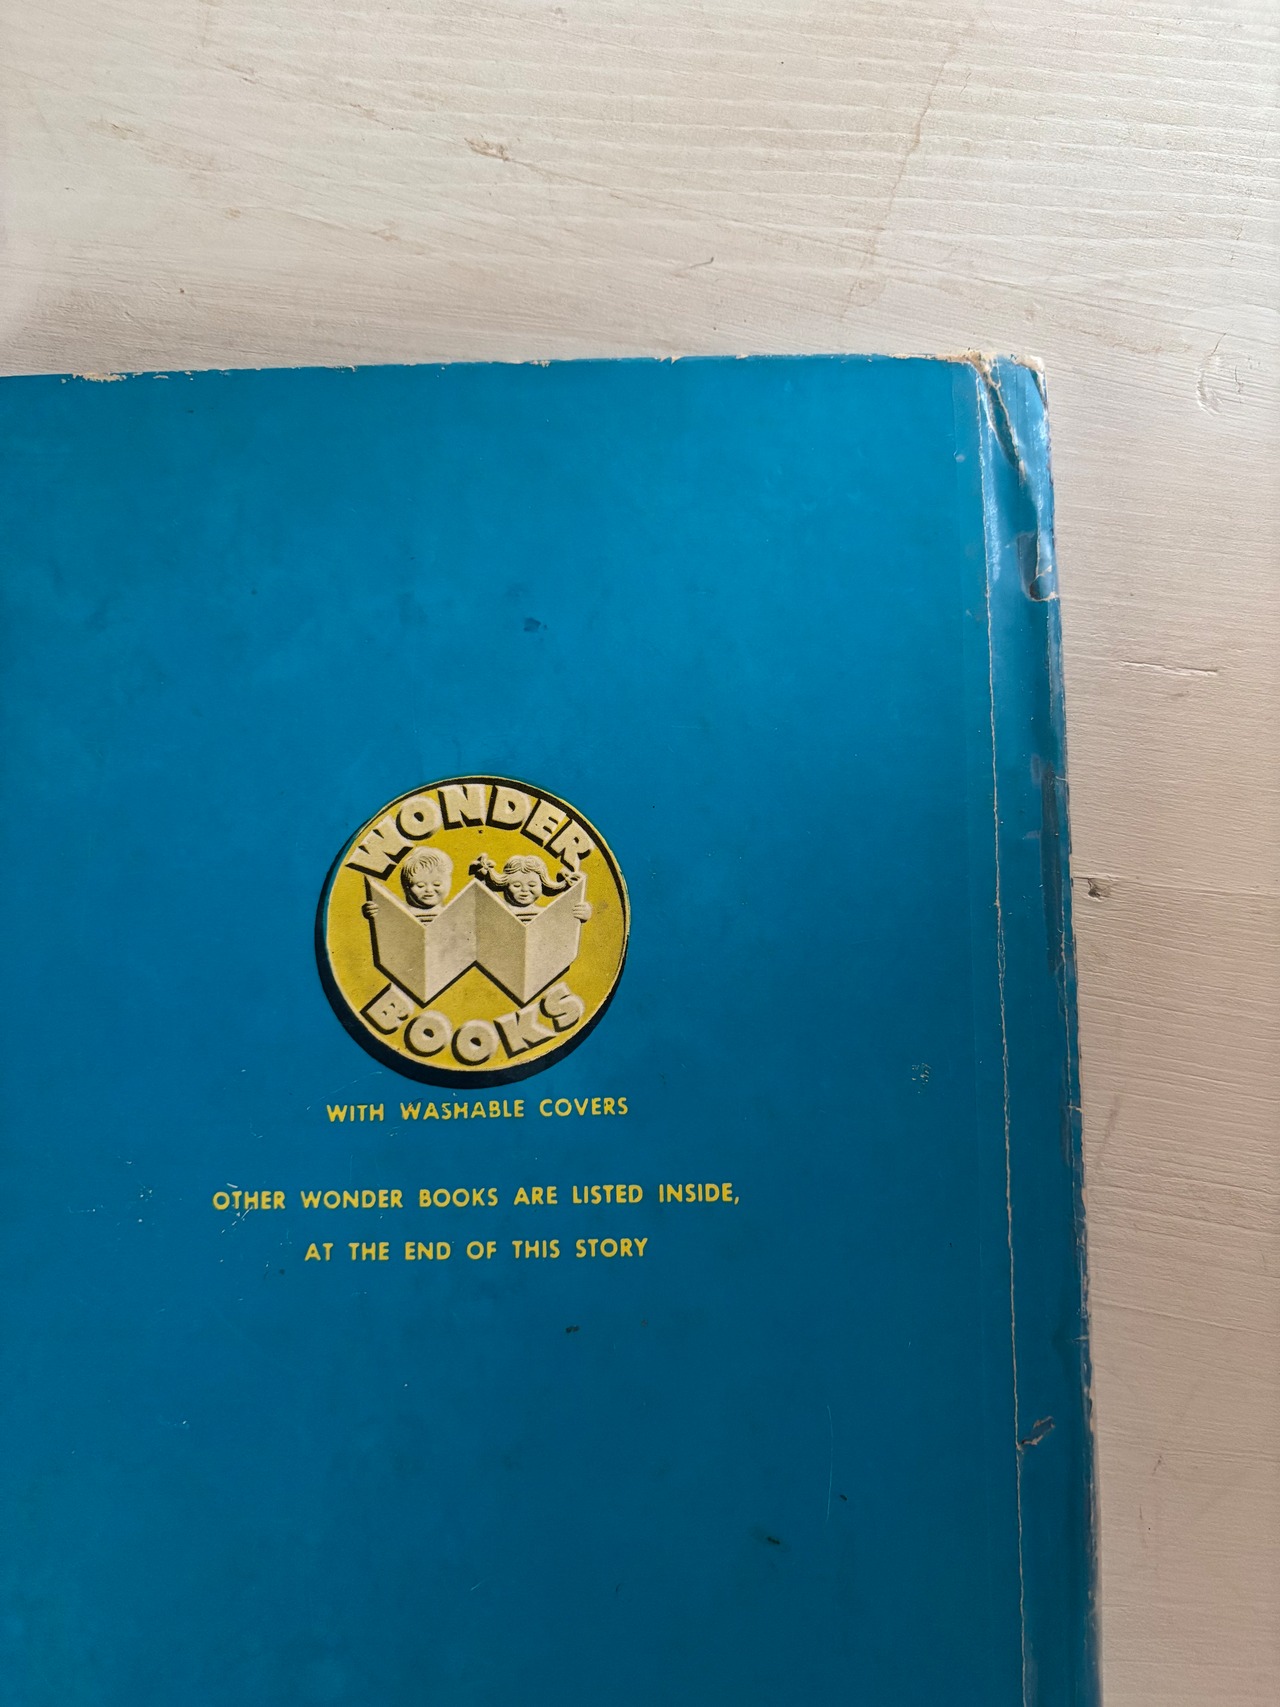 WONDER
BOOKS
WITH WASHABLE COVERS
OTHER WONDER BOOKS ARE LISTED INSIDE,
AT THE END OF THIS STORY